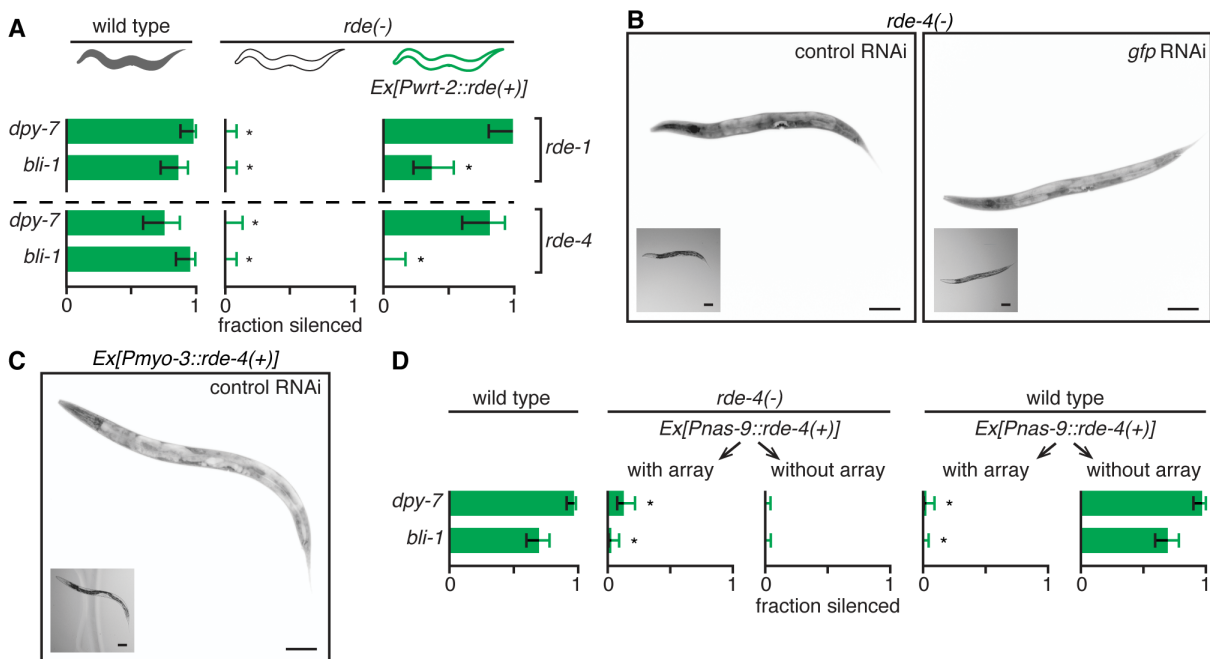 A
wild type
rde(-)
Ex[Pwrt-2::rde(+)]
dpy-7
*
*
bli-1
*
*
*
rde-1
dpy-7
*
bli-1
*
*
rde-4
0 1 0 1 0 1
fraction silenced
B
rde-4(-)
control RNAi
gfp RNAi
C
Ex[Pmyo-3::rde-4(+)]
control RNAi
D
wild type
rde-4(-)
wild type
Ex[Pnas-9::rde-4(+)]
Ex[Pnas-9::rde-4(+)]
with array
without array
with array
without array
dpy-7
*
*
bli-1
*
*
0 1 0 1 0 1 0 1 0 1
fraction silenced